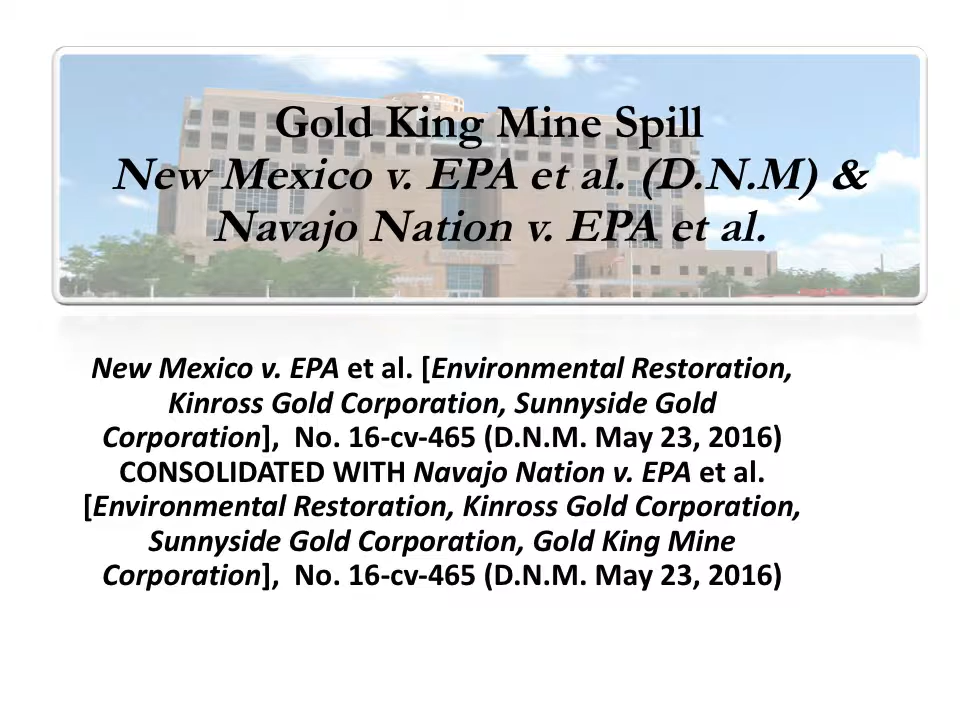 Gold King Mine Spill
New Mexico v. EPA et al. (D.N.M) &
Navajo Nation v. EPA et al.
New Mexico v. EPA et al. [Environmental Restoration,
Kinross Gold Corporation, Sunnyside Gold
Corporation], No. 16-cv-465 (D.N.M. May 23, 2016)
CONSOLIDATED WITH Navajo Nation v. EPA et al.
[Environmental Restoration, Kinross Gold Corporation,
Sunnyside Gold Corporation, Gold King Mine
Corporation], No. 16-cv-465 (D.N.M. May 23, 2016)